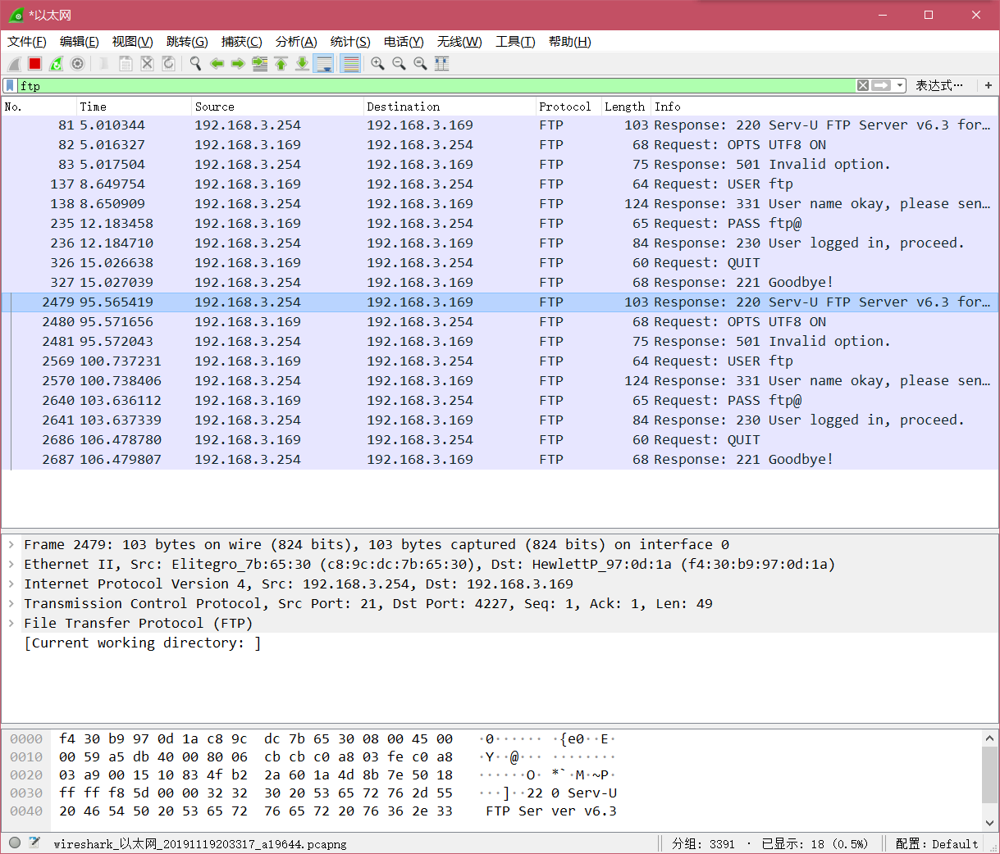 *以太网
文件(F) 编辑(E) 视图(V) 跳转(G) 捕获(C) 分析(A) 统计(S) 电话(Y) 无线(W) 工具(T) 帮助(H)
ftp 表达式… +
No. Time Source Destination Protocol Length Info
81 5.010344 192.168.3.254 192.168.3.169 FTP 103 Response: 220 Serv-U FTP Server v6.3 for…
82 5.016327 192.168.3.169 192.168.3.254 FTP 68 Request: OPTS UTF8 ON
83 5.017504 192.168.3.254 192.168.3.169 FTP 75 Response: 501 Invalid option.
137 8.649754 192.168.3.169 192.168.3.254 FTP 64 Request: USER ftp
138 8.650909 192.168.3.254 192.168.3.169 FTP 124 Response: 331 User name okay, please sen…
235 12.183458 192.168.3.169 192.168.3.254 FTP 65 Request: PASS ftp@
236 12.184710 192.168.3.254 192.168.3.169 FTP 84 Response: 230 User logged in, proceed.
326 15.026638 192.168.3.169 192.168.3.254 FTP 60 Request: QUIT
327 15.027039 192.168.3.254 192.168.3.169 FTP 68 Response: 221 Goodbye!
2479 95.565419 192.168.3.254 192.168.3.169 FTP 103 Response: 220 Serv-U FTP Server v6.3 for…
2480 95.571656 192.168.3.169 192.168.3.254 FTP 68 Request: OPTS UTF8 ON
2481 95.572043 192.168.3.254 192.168.3.169 FTP 75 Response: 501 Invalid option.
2569 100.737231 192.168.3.169 192.168.3.254 FTP 64 Request: USER ftp
2570 100.738406 192.168.3.254 192.168.3.169 FTP 124 Response: 331 User name okay, please sen…
2640 103.636112 192.168.3.169 192.168.3.254 FTP 65 Request: PASS ftp@
2641 103.637339 192.168.3.254 192.168.3.169 FTP 84 Response: 230 User logged in, proceed.
2686 106.478780 192.168.3.169 192.168.3.254 FTP 60 Request: QUIT
2687 106.479807 192.168.3.254 192.168.3.169 FTP 68 Response: 221 Goodbye!
Frame 2479: 103 bytes on wire (824 bits), 103 bytes captured (824 bits) on interface 0
Ethernet II, Src: Elitegro_7b:65:30 (c8:9c:dc:7b:65:30), Dst: HewlettP_97:0d:1a (f4:30:b9:97:0d:1a)
Internet Protocol Version 4, Src: 192.168.3.254, Dst: 192.168.3.169
Transmission Control Protocol, Src Port: 21, Dst Port: 4227, Seq: 1, Ack: 1, Len: 49
File Transfer Protocol (FTP)
[Current working directory: ]
0000 f4 30 b9 97 0d 1a c8 9c dc 7b 65 30 08 00 45 00 ·0······ ·{e0··E·
0010 00 59 a5 db 40 00 80 06 cb cb c0 a8 03 fe c0 a8 ·Y··@··· ········
0020 03 a9 00 15 10 83 4f b2 2a 60 1a 4d 8b 7e 50 18 ······O· *`·M·~P·
0030 ff ff f8 5d 00 00 32 32 30 20 53 65 72 76 2d 55 ···]··22 0 Serv-U
0040 20 46 54 50 20 53 65 72 76 65 72 20 76 36 2e 33 FTP Ser ver v6.3
wireshark_以太网_20191119203317_a19644.pcapng 分组: 3391 · 已显示: 18 (0.5%) 配置: Default